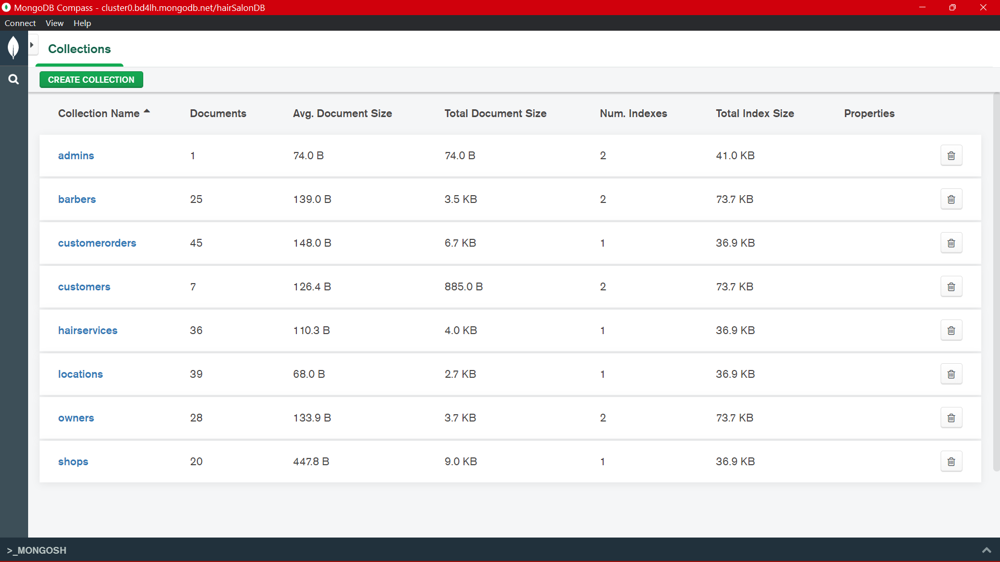 MongoDB Compass - cluster0.bd4lh.mongodb.net/hairSalonDB
Connect View Help
Collections
CREATE COLLECTION
Collection Name Documents Avg. Document Size Total Document Size Num. Indexes Total Index Size Properties
admins 1 74.0 B 74.0 B 2 41.0 KB
barbers 25 139.0 B 3.5 KB 2 73.7 KB
customerorders 45 148.0 B 6.7 KB 1 36.9 KB
customers 7 126.4 B 885.0 B 2 73.7 KB
hairservices 36 110.3 B 4.0 KB 1 36.9 KB
locations 39 68.0 B 2.7 KB 1 36.9 KB
owners 28 133.9 B 3.7 KB 2 73.7 KB
shops 20 447.8 B 9.0 KB 1 36.9 KB
>_MONGOSH